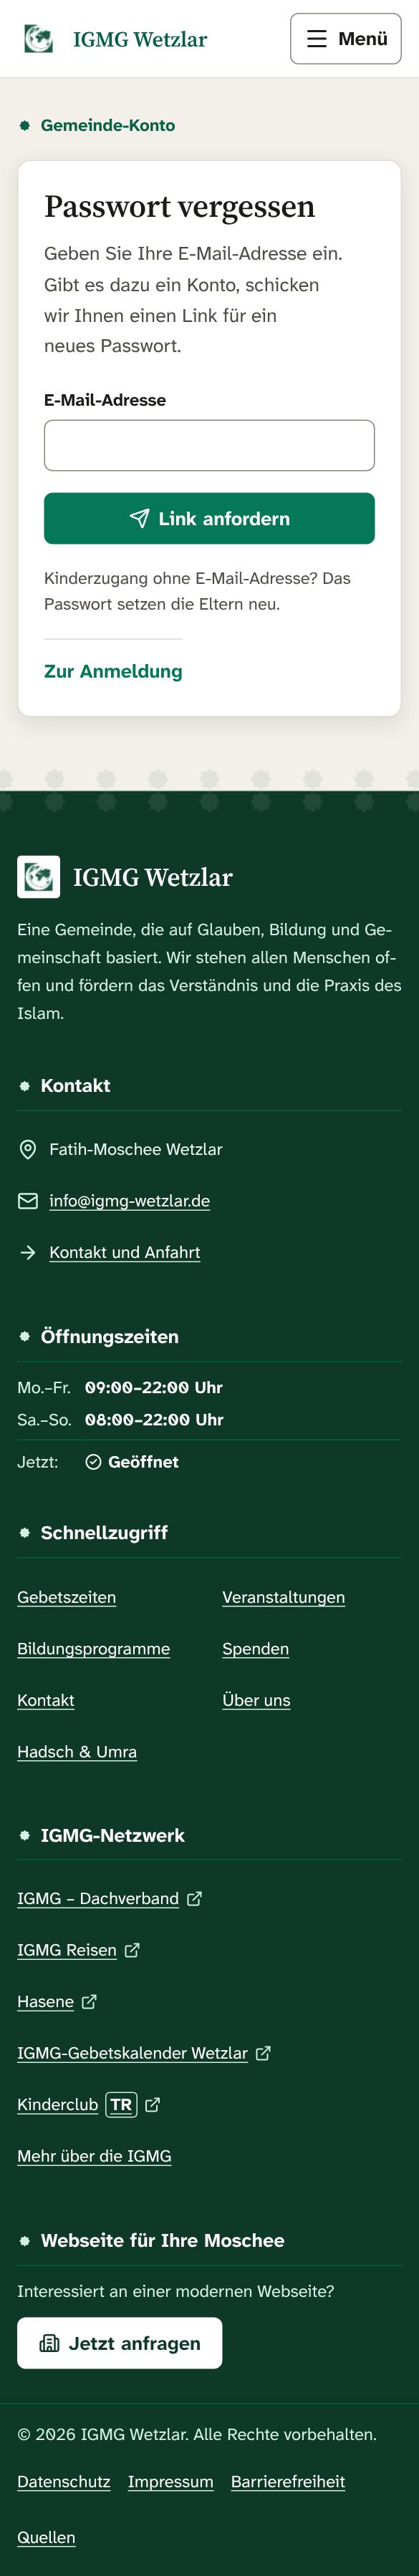 IGMG Wetzlar
Menü
Gemeinde-Konto
Passwort vergessen
Geben Sie Ihre E-Mail-Adresse ein.
Gibt es dazu ein Konto, schicken
wir Ihnen einen Link für ein
neues Passwort.
E-Mail-Adresse
Link anfordern
Kinderzugang ohne E-Mail-Adresse? Das
Passwort setzen die Eltern neu.
Zur Anmeldung
IGMG Wetzlar
Eine Gemeinde, die auf Glauben, Bildung und Ge-
meinschaft basiert. Wir stehen allen Menschen of-
fen und fördern das Verständnis und die Praxis des
Islam.
Kontakt
Fatih-Moschee Wetzlar
info@igmg-wetzlar.de
Kontakt und Anfahrt
Öffnungszeiten
Mo.–Fr. 09:00–22:00 Uhr
Sa.–So. 08:00–22:00 Uhr
Jetzt: Geöffnet
Schnellzugriff
Gebetszeiten Veranstaltungen
Bildungsprogramme Spenden
Kontakt Über uns
Hadsch & Umra
IGMG-Netzwerk
IGMG – Dachverband
IGMG Reisen
Hasene
IGMG-Gebetskalender Wetzlar
Kinderclub TR
Mehr über die IGMG
Webseite für Ihre Moschee
Interessiert an einer modernen Webseite?
Jetzt anfragen
© 2026 IGMG Wetzlar. Alle Rechte vorbehalten.
Datenschutz Impressum Barrierefreiheit
Quellen